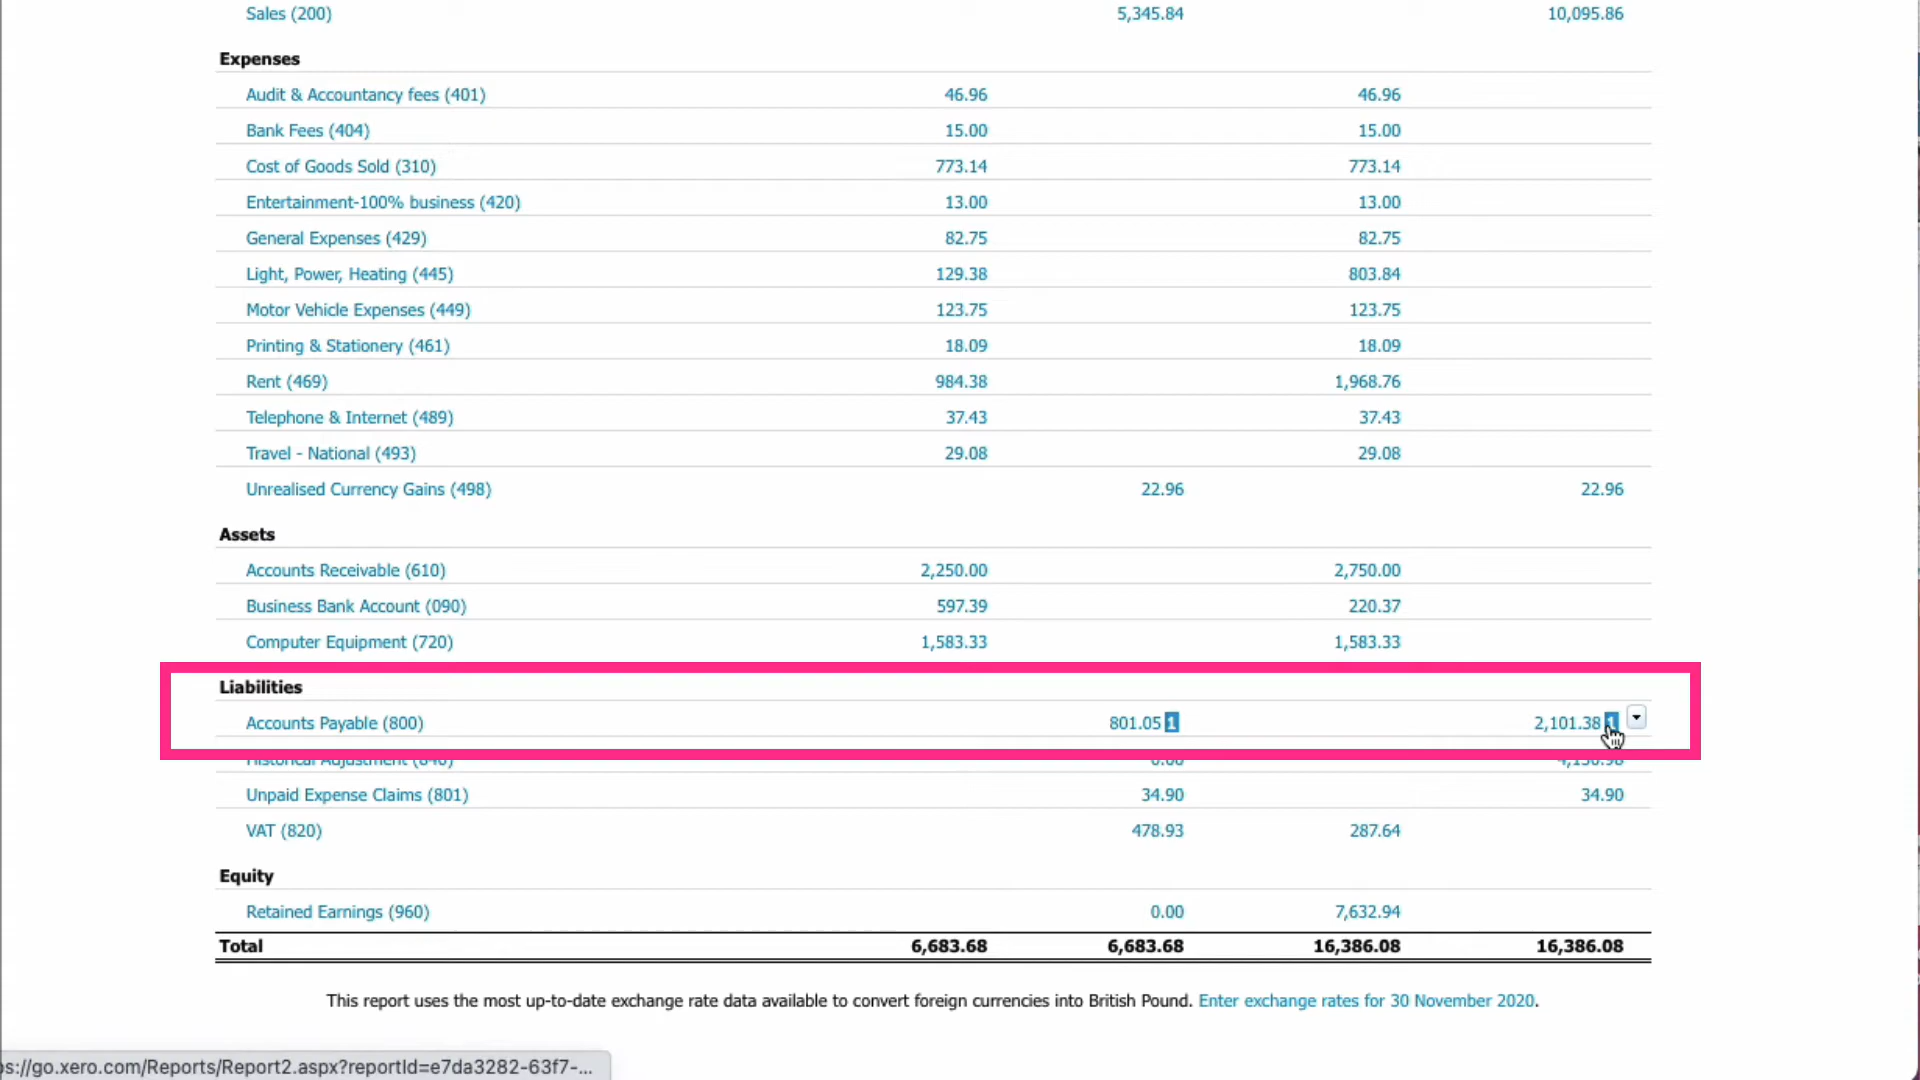 Sales (200) 5,345.84 10,095.86
Expenses
Audit & Accountancy fees (401) 46.96 46.96
Bank Fees (404) 15.00 15.00
Cost of Goods Sold (310) 773.14 773.14
Entertainment-100% business (420) 13.00 13.00
General Expenses (429) 82.75 82.75
Light, Power, Heating (445) 129.38 803.84
Motor Vehicle Expenses (449) 123.75 123.75
Printing & Stationery (461) 18.09 18.09
Rent (469) 984.38 1,968.76
Telephone & Internet (489) 37.43 37.43
Travel - National (493) 29.08 29.08
Unrealised Currency Gains (498) 22.96 22.96
Assets
Accounts Receivable (610) 2,250.00 2,750.00
Business Bank Account (090) 597.39 220.37
Computer Equipment (720) 1,583.33 1,583.33
Liabilities
Accounts Payable (800) 801.05 1 2,101.38 1
Historical Adjustment (840) 0.00
Unpaid Expense Claims (801) 34.90 34.90
VAT (820) 478.93 287.64
Equity
Retained Earnings (960) 0.00 7,632.94
Total 6,683.68 6,683.68 16,386.08 16,386.08
This report uses the most up-to-date exchange rate data available to convert foreign currencies into British Pound. Enter exchange rates for 30 November 2020.
ps://go.xero.com/Reports/Report2.aspx?reportId=e7da3282-63f7-...